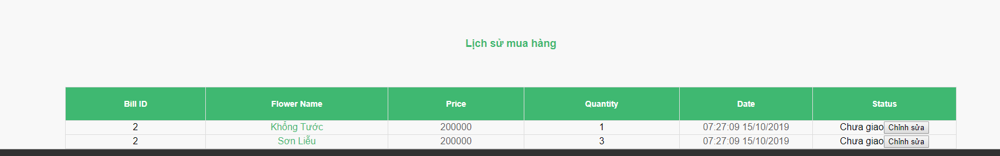 Lịch sử mua hàng
Bill ID Flower Name Price Quantity Date Status
2 Khổng Tước 200000 1 07:27:09 15/10/2019 Chưa giao Chỉnh sửa
2 Sơn Liễu 200000 3 07:27:09 15/10/2019 Chưa giao Chỉnh sửa